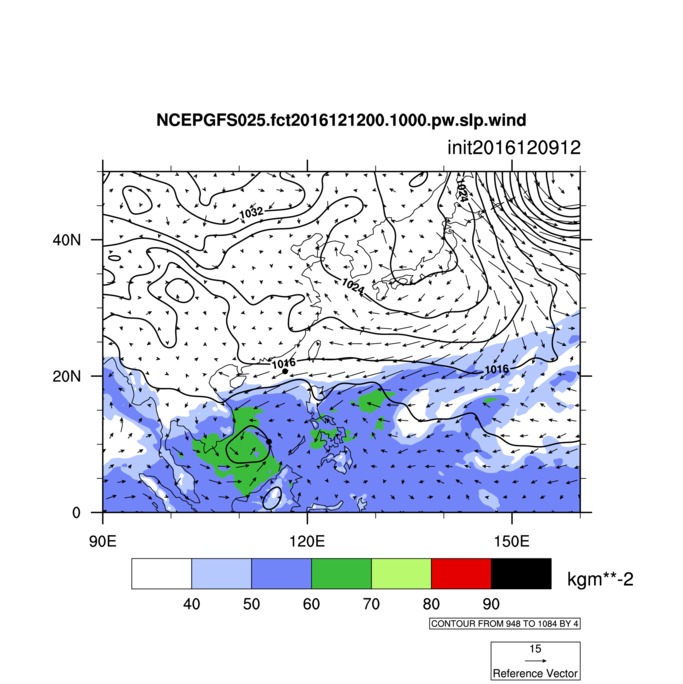 NCEPGFS025.fct2016121200.1000.pw.slp.wind
init2016120912
1032
1024
1024
1016
1016
40N
20N
0
90E 120E 150E
40 50 60 70 80 90
kgm**-2
CONTOUR FROM 948 TO 1084 BY 4
15
Reference Vector